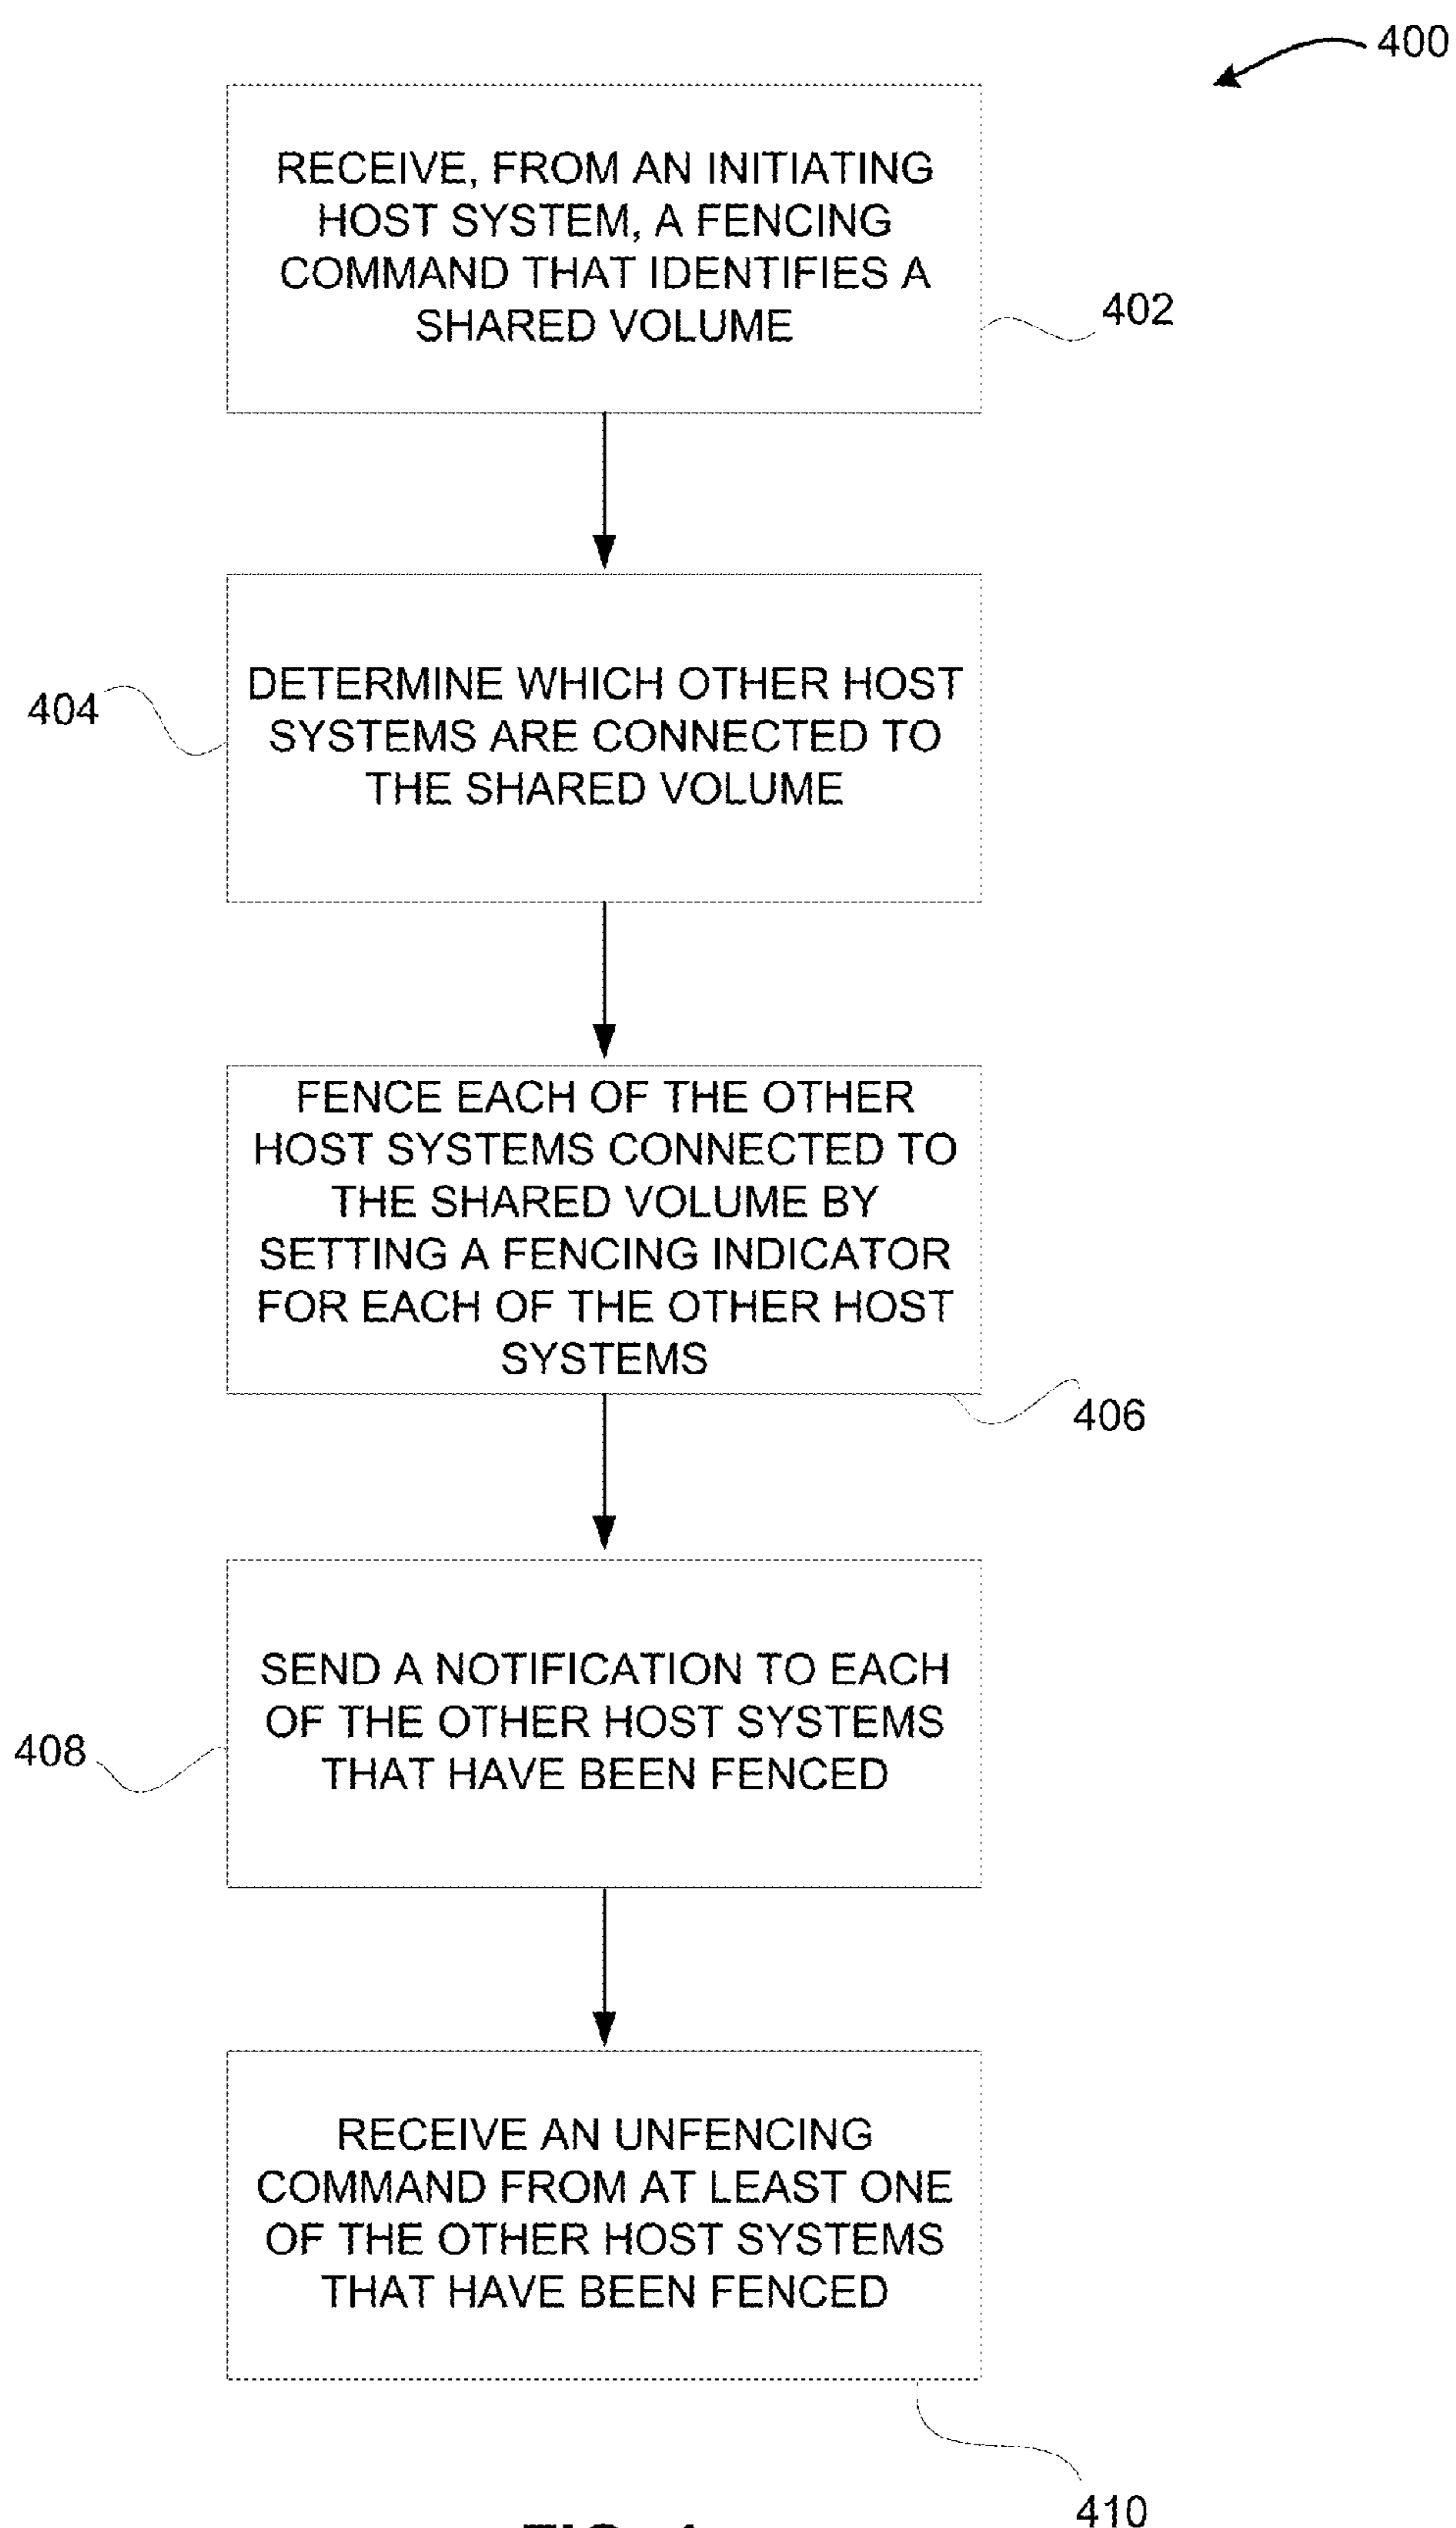 400
RECEIVE, FROM AN INITIATING
HOST SYSTEM, A FENCING
COMMAND THAT IDENTIFIES A
SHARED VOLUME
402
DETERMINE WHICH OTHER HOST
SYSTEMS ARE CONNECTED TO
THE SHARED VOLUME
404
FENCE EACH OF THE OTHER
HOST SYSTEMS CONNECTED TO
THE SHARED VOLUME BY
SETTING A FENCING INDICATOR
FOR EACH OF THE OTHER HOST
SYSTEMS
406
SEND A NOTIFICATION TO EACH
OF THE OTHER HOST SYSTEMS
THAT HAVE BEEN FENCED
408
RECEIVE AN UNFENCING
COMMAND FROM AT LEAST ONE
OF THE OTHER HOST SYSTEMS
THAT HAVE BEEN FENCED
410